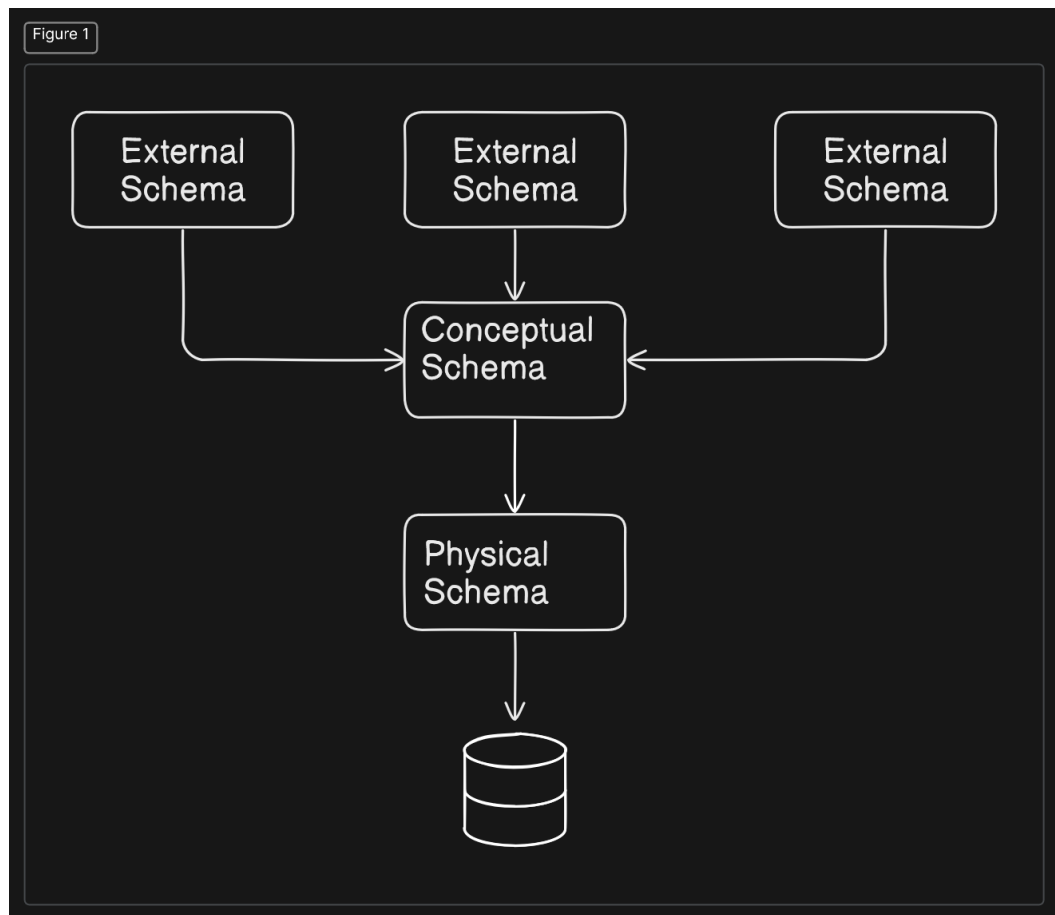 Figure 1
External
Schema
External
Schema
External
Schema
Conceptual
Schema
Physical
Schema